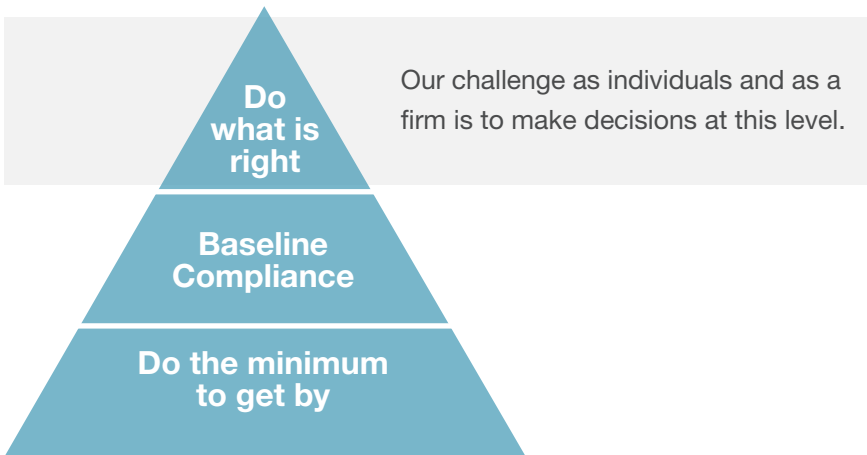 Do
what is
right
Our challenge as individuals and as a
firm is to make decisions at this level.
Baseline
Compliance
Do the minimum
to get by